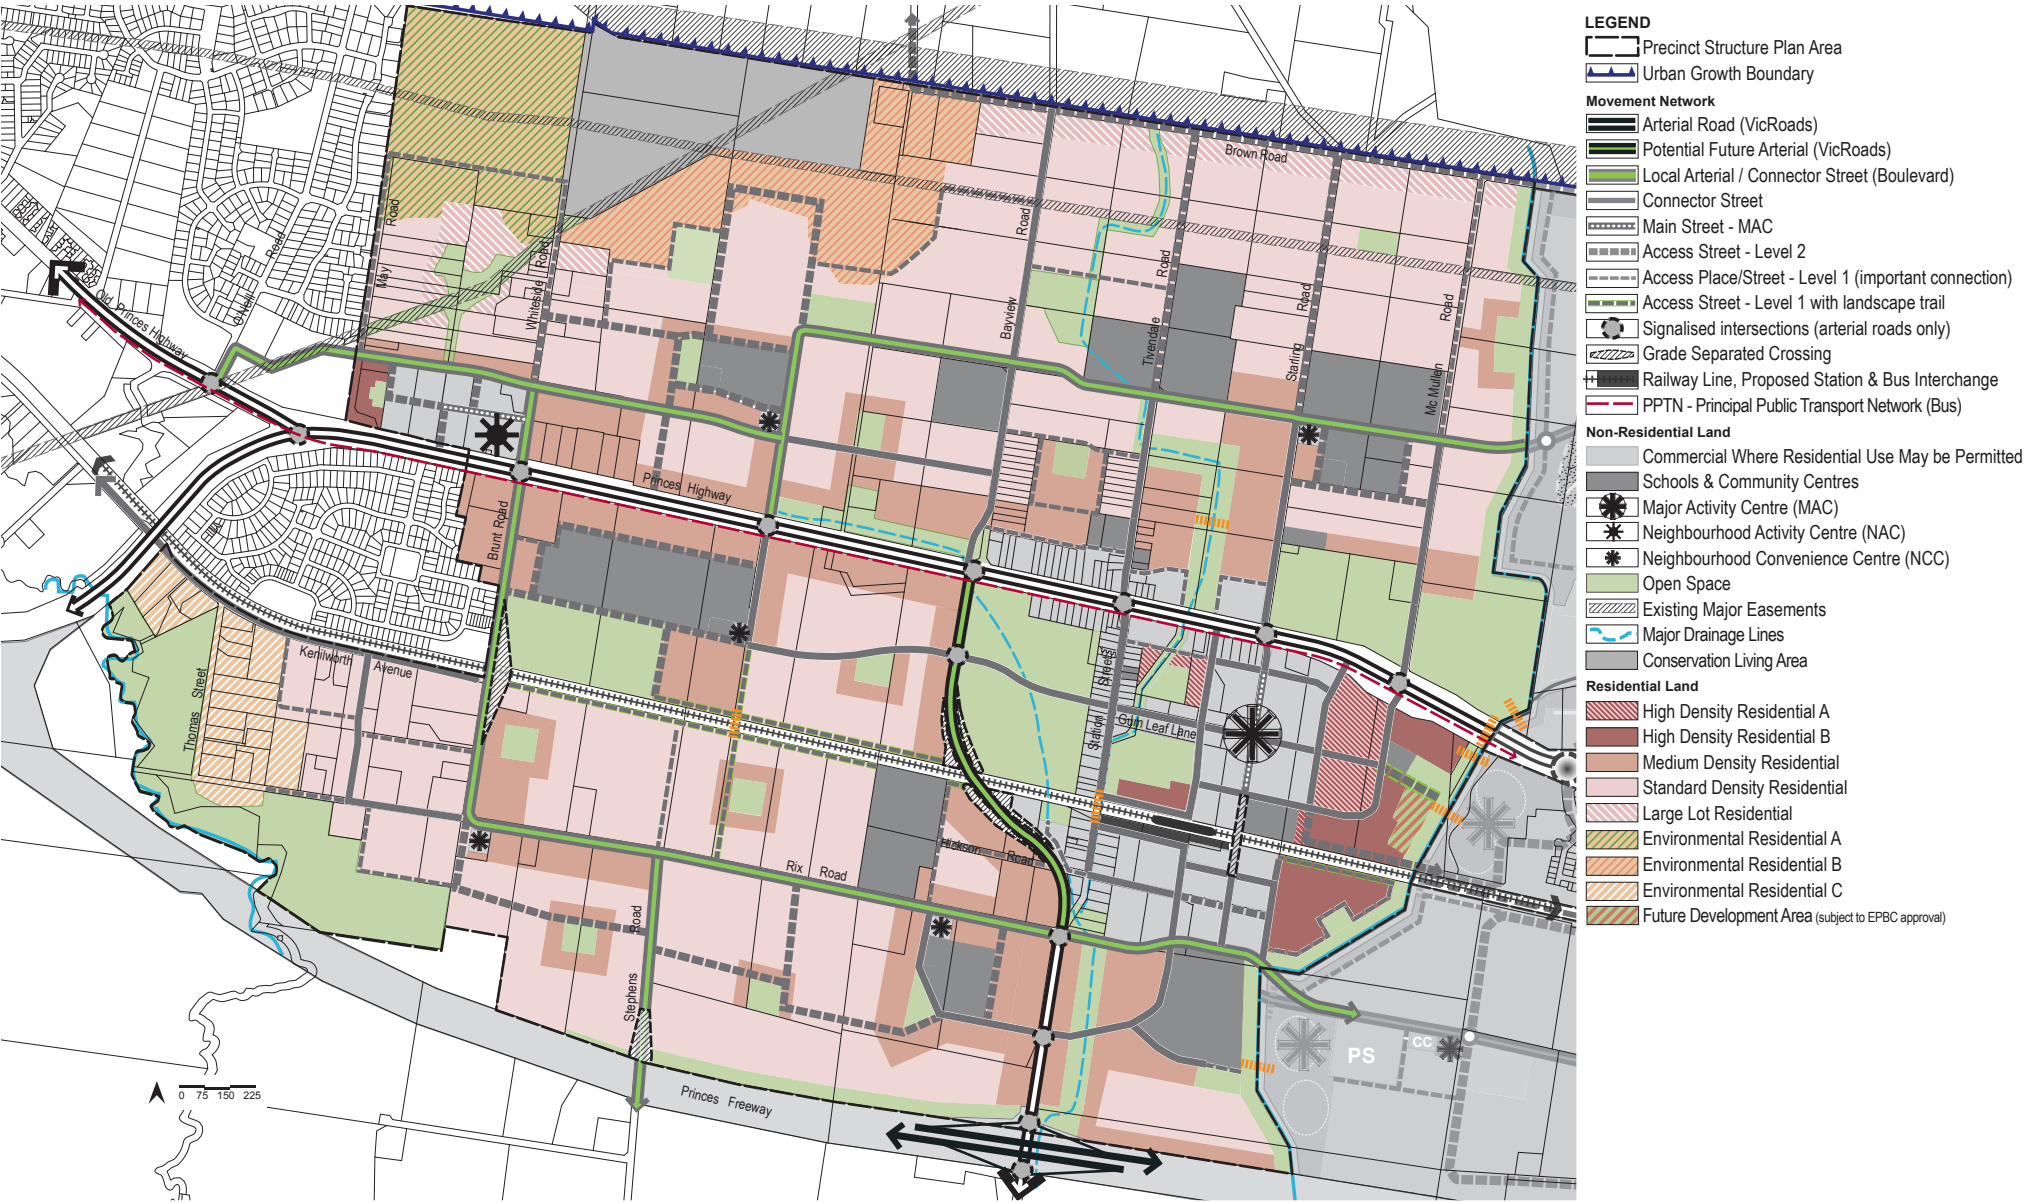 LEGEND
Precinct Structure Plan Area
Urban Growth Boundary
Movement Network
Arterial Road (VicRoads)
Potential Future Arterial (VicRoads)
Local Arterial / Connector Street (Boulevard)
Connector Street
Main Street - MAC
Access Street - Level 2
Access Place/Street - Level 1 (important connection)
Access Street - Level 1 with landscape trail
Signalised intersections (arterial roads only)
Grade Separated Crossing
Railway Line, Proposed Station & Bus Interchange
PPTN - Principal Public Transport Network (Bus)
Non-Residential Land
Commercial Where Residential Use May be Permitted
Schools & Community Centres
Major Activity Centre (MAC)
Neighbourhood Activity Centre (NAC)
Neighbourhood Convenience Centre (NCC)
Open Space
Existing Major Easements
Major Drainage Lines
Conservation Living Area
Residential Land
High Density Residential A
High Density Residential B
Medium Density Residential
Standard Density Residential
Large Lot Residential
Environmental Residential A
Environmental Residential B
Environmental Residential C
Future Development Area (subject to EPBC approval)
Brown Road
May Road
Whiteside Road
O'Neil Road
Old Princes Highway
Bayview Road
Tivendale Road
Starling Road
Mc Mullen Road
Princes Highway
Brunt Road
Kenilworth Avenue
Thomas Street
Station Street
Gum Leaf Lane
Hickson Road
Rix Road
Stephens Road
Princes Freeway
PS
CC
0 75 150 225